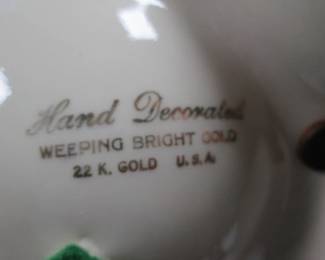 Hand Decorated
WEEPING BRIGHT GOLD
22 K. GOLD U.S.A.